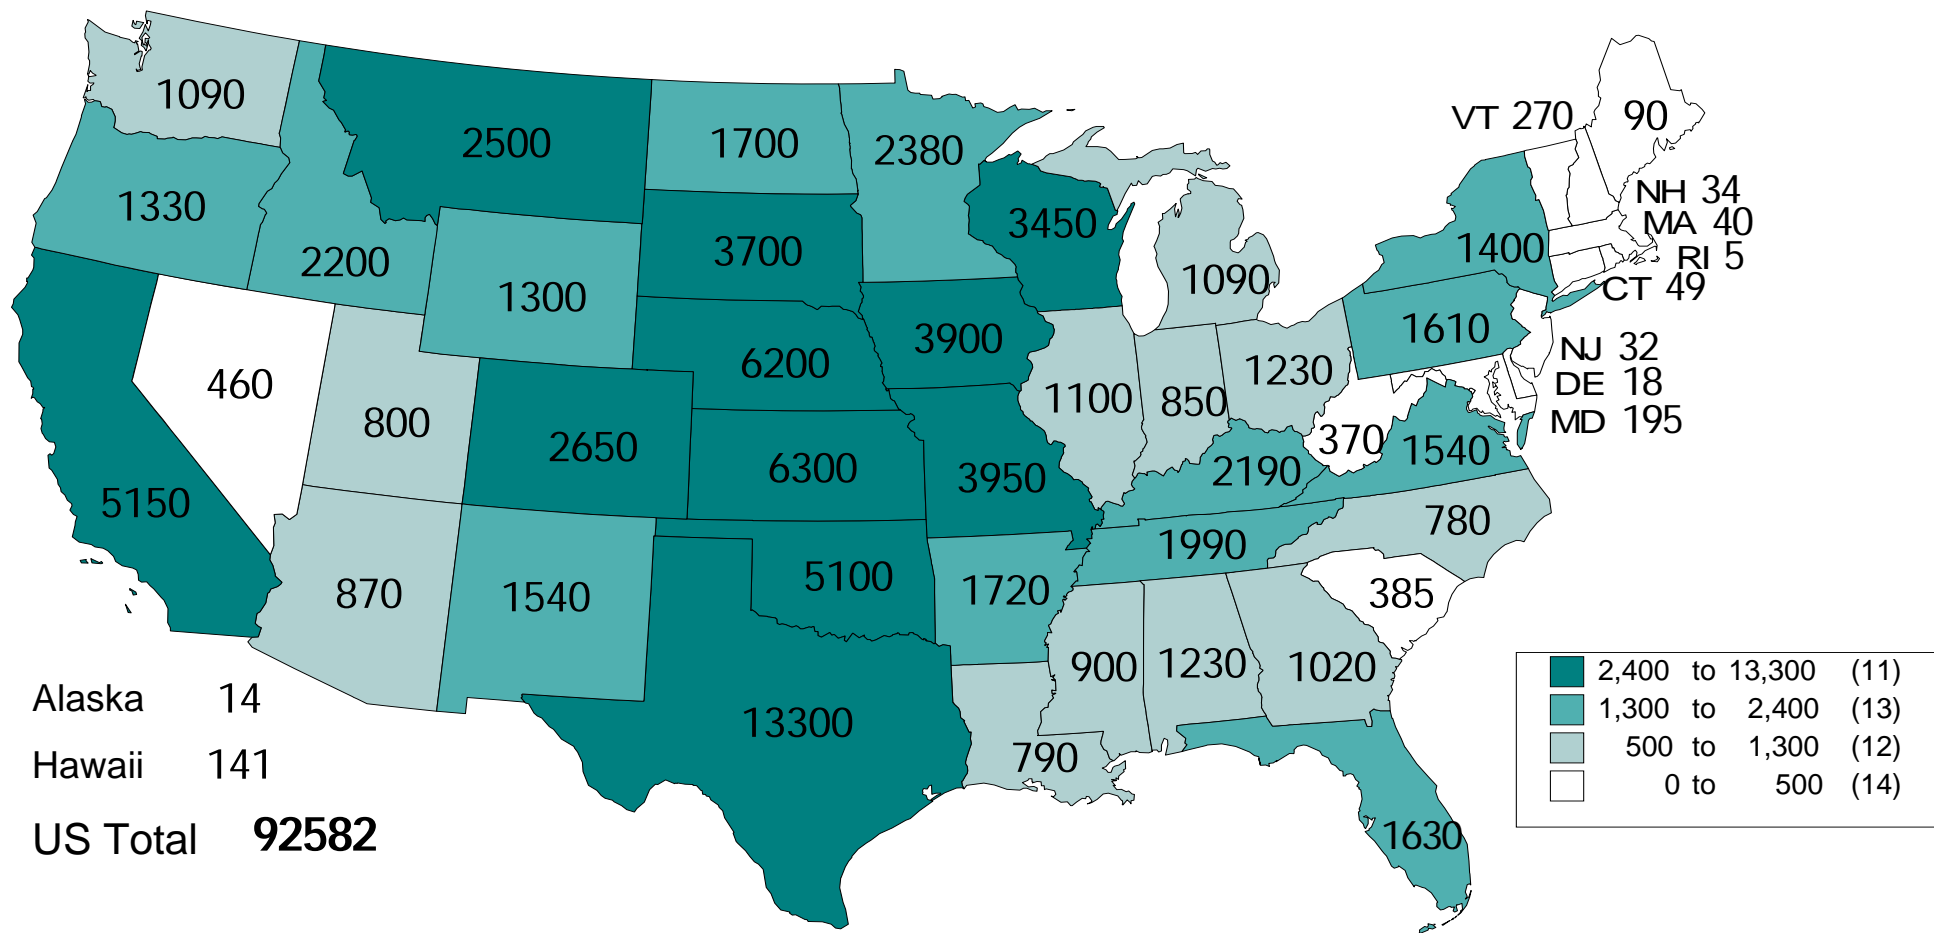 1090
2500
1700
2380
VT 270
90
1330
2200
1300
3700
3450
1090
1400
NH 34
MA 40
RI 5
CT 49
460
800
2650
6200
3900
1100
850
1230
1610
NJ 32
DE 18
MD 195
5150
6300
3950
2190
370
1540
870
1540
5100
1720
1990
780
385
13300
790
900
1230
1020
1630
Alaska 14
Hawaii 141
US Total 92582
2,400 to 13,300 (11)
1,300 to 2,400 (13)
500 to 1,300 (12)
0 to 500 (14)